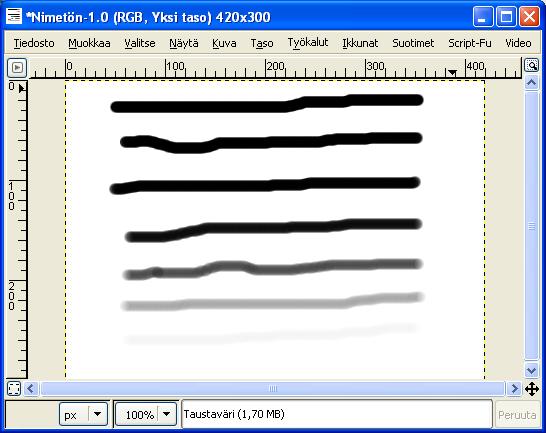 *Nimetön-1.0 (RGB, Yksi taso) 420x300
Tiedosto Muokkaa Valitse Näytä Kuva Taso Työkalut Ikkunat Suotimet Script-Fu Video
0 100 200 300 400
0
100
200
px 100% Taustaväri (1,70 MB) Peruuta